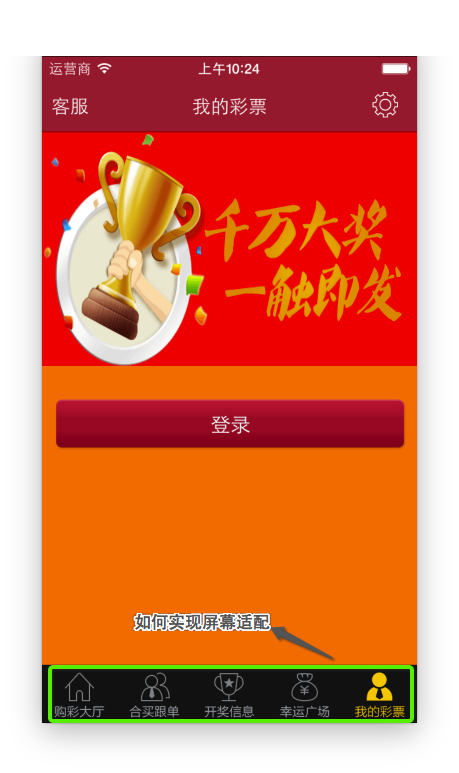 运营商 上午10:24
客服 我的彩票
千万大奖
一触即发
登录
如何实现屏幕适配
购彩大厅 合买跟单 开奖信息 幸运广场 我的彩票